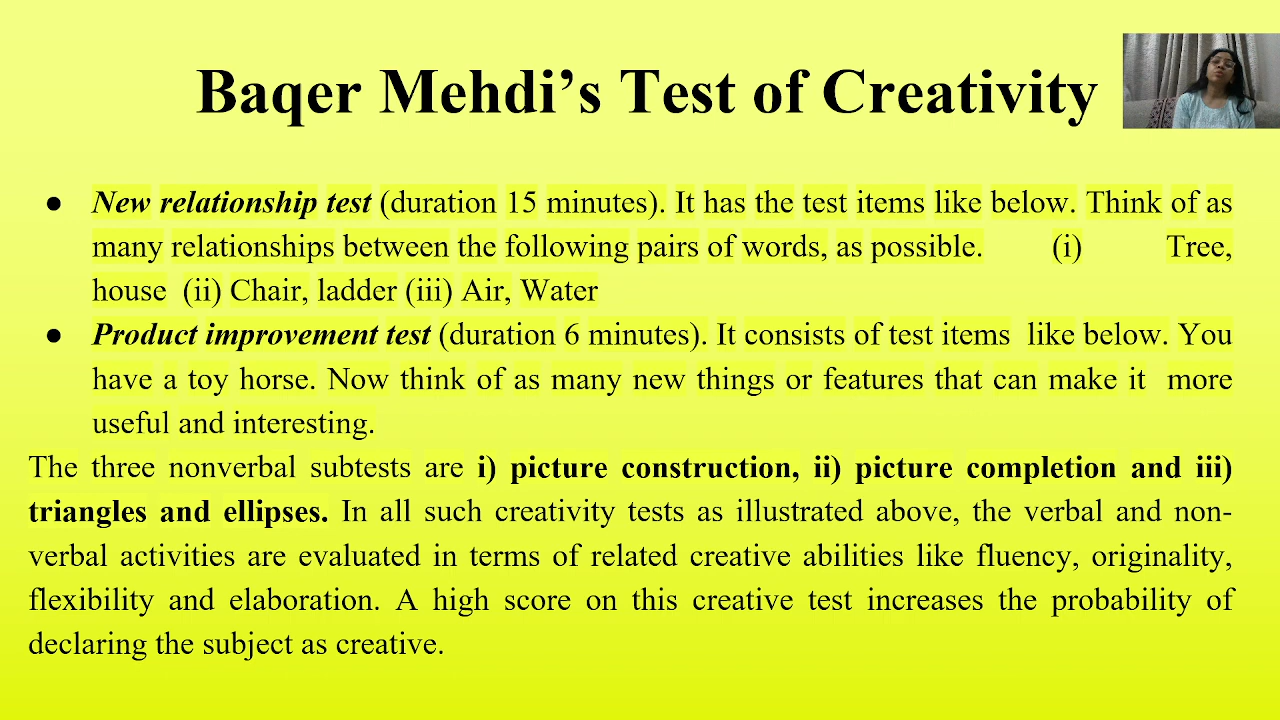 Baqer Mehdi’s Test of Creativity
● New relationship test (duration 15 minutes). It has the test items like below. Think of as
many relationships between the following pairs of words, as possible. (i) Tree,
house (ii) Chair, ladder (iii) Air, Water
● Product improvement test (duration 6 minutes). It consists of test items like below. You
have a toy horse. Now think of as many new things or features that can make it more
useful and interesting.
The three nonverbal subtests are i) picture construction, ii) picture completion and iii)
triangles and ellipses. In all such creativity tests as illustrated above, the verbal and non-
verbal activities are evaluated in terms of related creative abilities like fluency, originality,
flexibility and elaboration. A high score on this creative test increases the probability of
declaring the subject as creative.